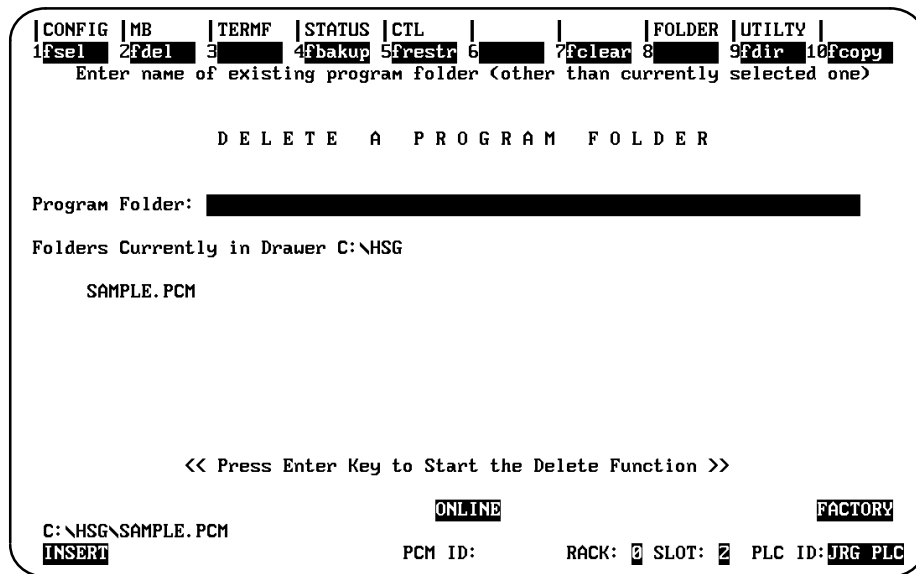 |CONFIG |MB |TERMF |STATUS |CTL | | |FOLDER |UTILTY |
1fsel 2fdel 3 4fbakup 5frestr 6 7fclear 8 9fdir 10fcopy
Enter name of existing program folder (other than currently selected one)
D E L E T E A P R O G R A M F O L D E R
Program Folder:
Folders Currently in Drawer C:\HSG
SAMPLE.PCM
<< Press Enter Key to Start the Delete Function >>
ONLINE FACTORY
C:\HSG\SAMPLE.PCM
INSERT PCM ID: RACK: 0 SLOT: 2 PLC ID: JRG PLC